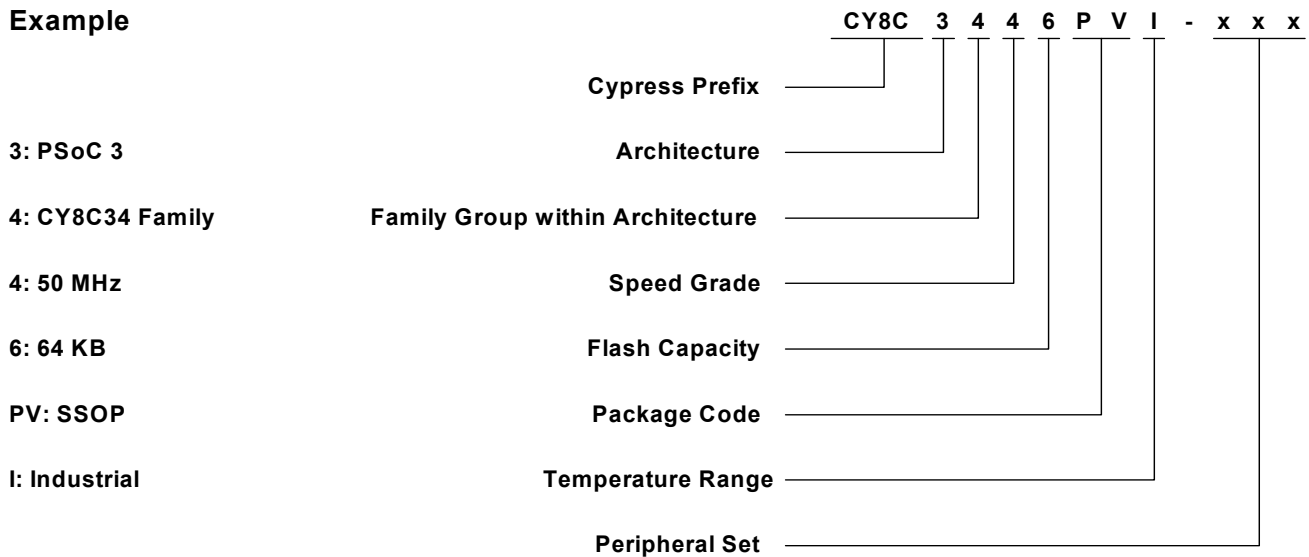 Example CY8C 3 4 4 6 P V I - x x x
Cypress Prefix
3: PSoC 3 Architecture
4: CY8C34 Family Family Group within Architecture
4: 50 MHz Speed Grade
6: 64 KB Flash Capacity
PV: SSOP Package Code
I: Industrial Temperature Range
Peripheral Set